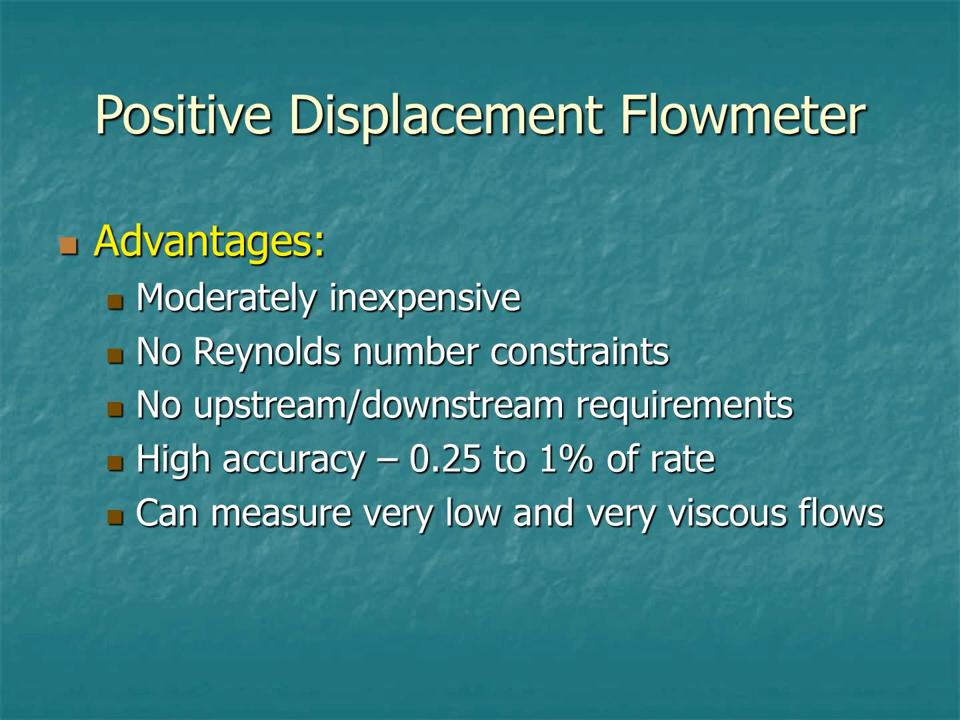 Positive Displacement Flowmeter
Advantages:
Moderately inexpensive
No Reynolds number constraints
No upstream/downstream requirements
High accuracy – 0.25 to 1% of rate
Can measure very low and very viscous flows